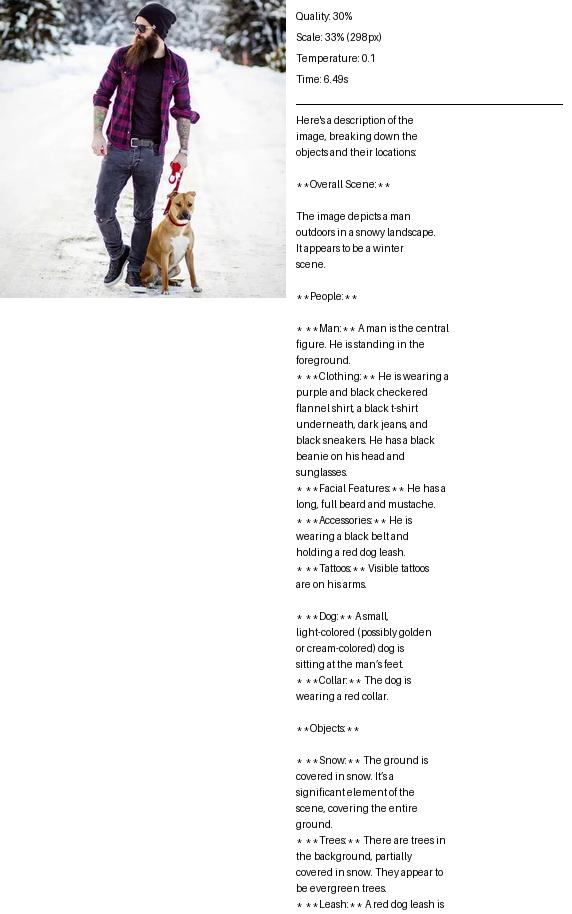 Quality: 30%
Scale: 33% (298px)
Temperature: 0.1
Time: 6.49s
Here's a description of the
image, breaking down the
objects and their locations:
**Overall Scene:**
The image depicts a man
outdoors in a snowy landscape.
It appears to be a winter
scene.
**People:**
* **Man:** A man is the central
figure. He is standing in the
foreground.
* **Clothing:** He is wearing a
purple and black checkered
flannel shirt, a black t-shirt
underneath, dark jeans, and
black sneakers. He has a black
beanie on his head and
sunglasses.
* **Facial Features:** He has a
long, full beard and mustache.
* **Accessories:** He is
wearing a black belt and
holding a red dog leash.
* **Tattoos:** Visible tattoos
are on his arms.
* **Dog:** A small,
light-colored (possibly golden
or cream-colored) dog is
sitting at the man's feet.
* **Collar:** The dog is
wearing a red collar.
**Objects:**
* **Snow:** The ground is
covered in snow. It's a
significant element of the
scene, covering the entire
ground.
* **Trees:** There are trees in
the background, partially
covered in snow. They appear to
be evergreen trees.
* **Leash:** A red dog leash is